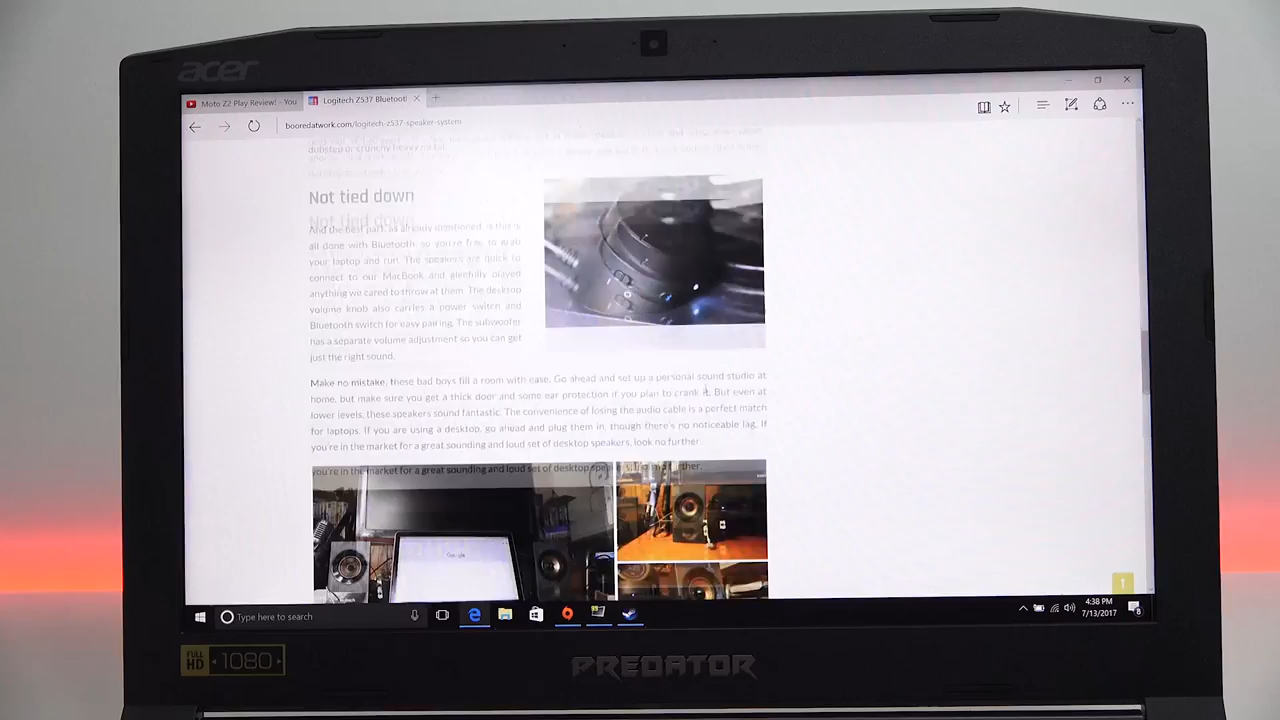 acer
Moto Z2 Play Review! - You
Logitech Z537 Bluetooth
booredatwork.com/logitech-z537-speaker-system
dubstep or crunchy heavy metal.
Not tied down
And the best part, as already mentioned, is this is
all done with Bluetooth, so you're free to grab
your laptop and run. The speakers are quick to
connect to our MacBook and gleefully played
anything we cared to throw at them. The desktop
volume knob also carries a power switch and
Bluetooth switch for easy pairing. The subwoofer
has a separate volume adjustment so you can get
just the right sound.
Make no mistake, these bad boys fill a room with ease. Go ahead and set up a personal sound studio at
home, but make sure you get a thick door and some ear protection if you plan to crank it. But even at
lower levels, these speakers sound fantastic. The convenience of losing the audio cable is a perfect match
for laptops. If you are using a desktop, go ahead and plug them in, though there's no noticeable lag. If
you're in the market for a great sounding and loud set of desktop speakers, look no further.
Google
Type here to search
4:38 PM
7/13/2017
8
FULL HD 1080
PREDATOR